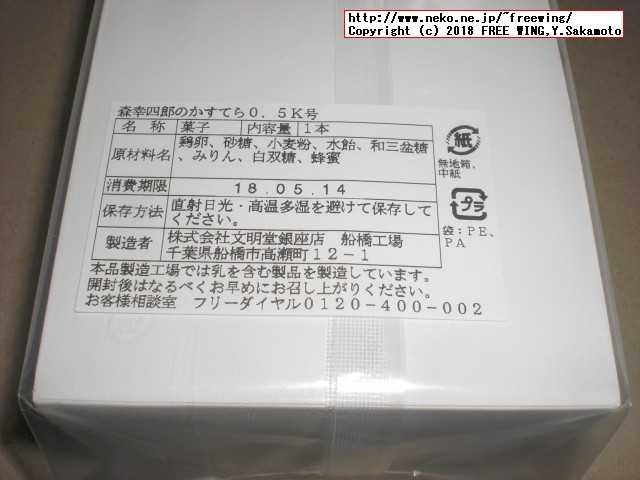 http://www.neko.ne.jp/~freewing/
Copyright (c) 2018 FREE WING,Y.Sakamoto
森幸四郎のかすてら0.5K号
名 称 菓子 内容量 1本
原材料名 鶏卵、砂糖、小麦粉、水飴、和三盆糖
、みりん、白双糖、蜂蜜
消費期限 18.05.14
保存方法 直射日光・高温多湿を避けて保存して
ください。
製造者 株式会社文明堂銀座店 船橋工場
千葉県船橋市高瀬町12-1
本品製造工場では乳を含む製品を製造しています。
開封後はなるべくお早めにお召し上がりください。
お客様相談室 フリーダイヤル0120-400-002
紙
無地箱、
中紙
プラ
袋:PE、
PA